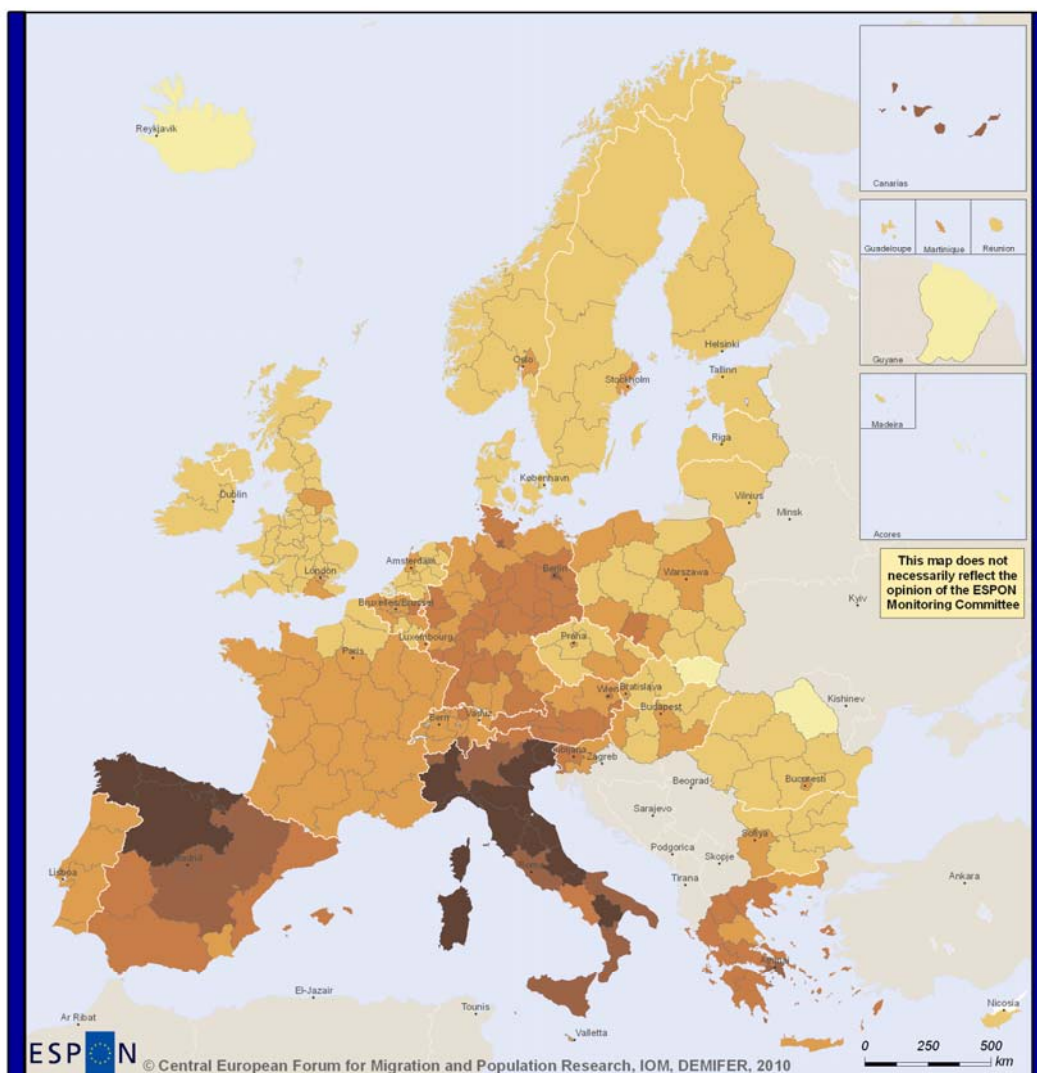 Reykjavik
Canarias
Guadeloupe
Martinique
Reunion
Guyane
Helsinki
Oslo
Tallinn
Stockholm
Madeira
Riga
Dublin
København
Vilnius
Minsk
Acores
Amsterdam
Berlin
London
Warszawa
This map does not
necessarily reflect the
opinion of the ESPON
Monitoring Committee
Kyiv
Bruxelles/Brussel
Luxembourg
Praha
Paris
Wien
Bratislava
Kishinev
Budapest
Bern
Vaduz
Ljubljana
Zagreb
Beograd
Bucuresti
Sarajevo
Sofiya
Podgorica
Skopje
Madrid
Roma
Lisboa
Tirana
Ankara
Athinai
El-Jazair
Tounis
Nicosia
Ar Ribat
Valletta
ESPON
© Central European Forum for Migration and Population Research, IOM, DEMIFER, 2010
0 250 500
km